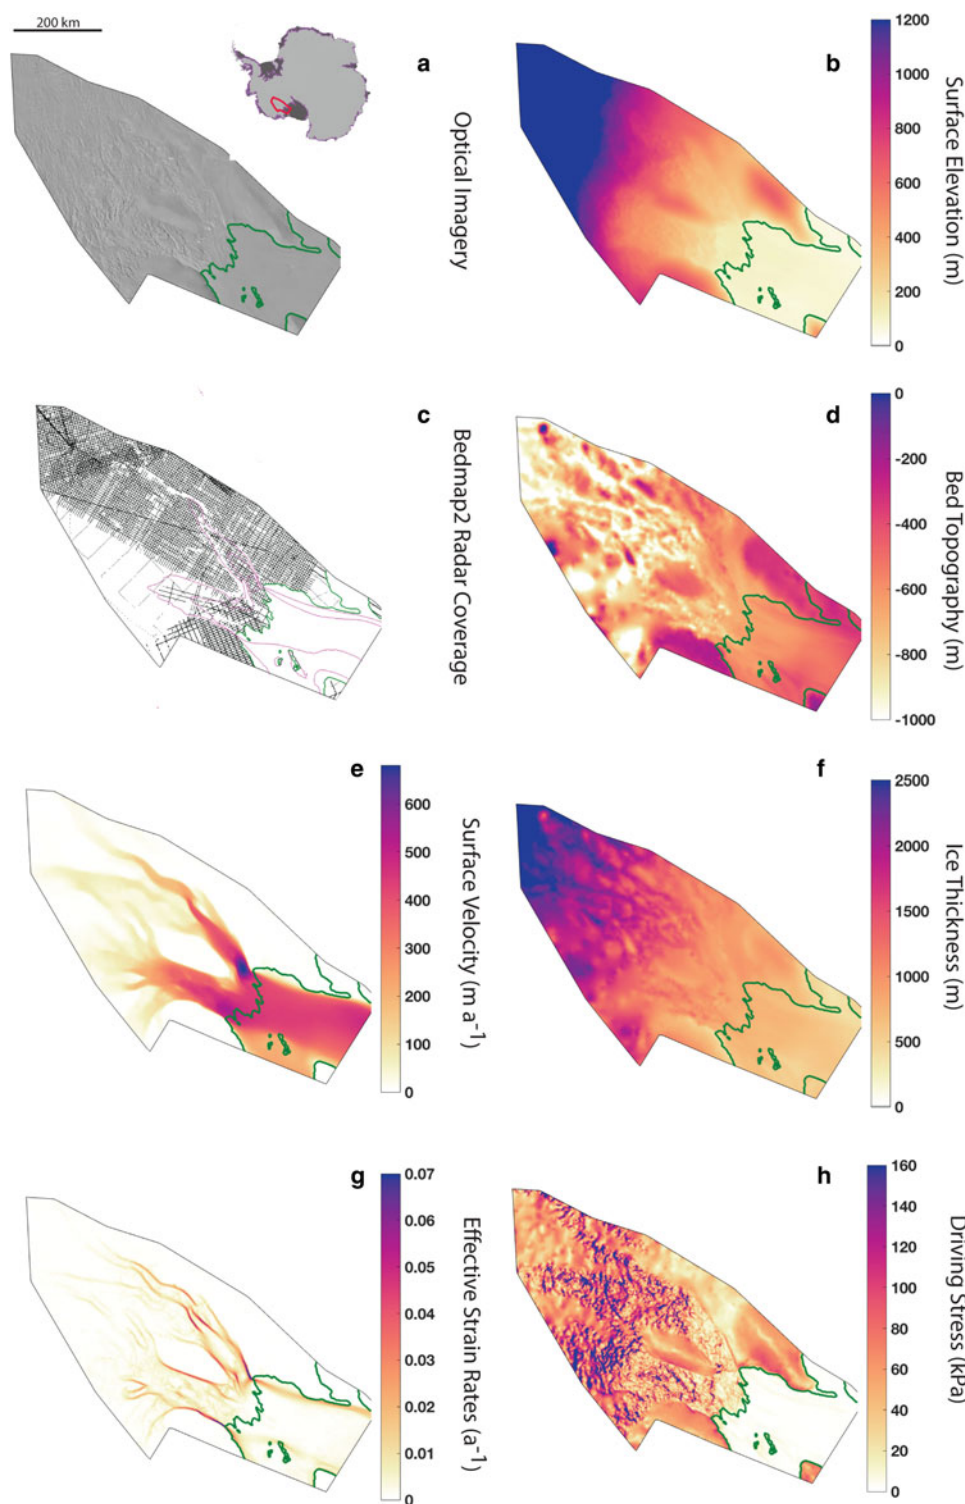 200 km
a
Optical Imagery
b
1200
1000
800
600
400
200
0
Surface Elevation (m)
c
Bedmap2 Radar Coverage
d
0
-200
-400
-600
-800
-1000
Bed Topography (m)
e
600
500
400
300
200
100
0
Surface Velocity (m a⁻¹)
f
2500
2000
1500
1000
500
0
Ice Thickness (m)
g
0.07
0.06
0.05
0.04
0.03
0.02
0.01
0
Effective Strain Rates (a⁻¹)
h
160
140
120
100
80
60
40
20
0
Driving Stress (kPa)